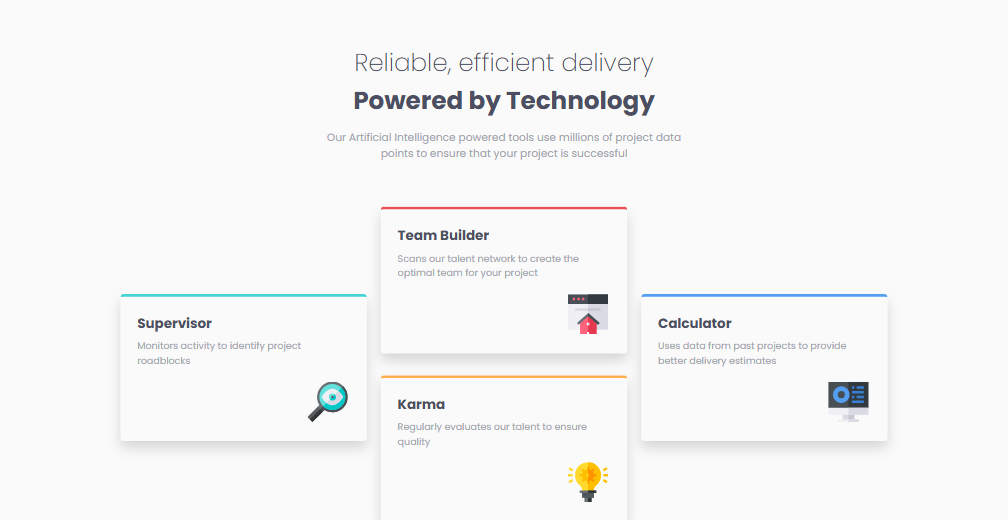 Reliable, efficient delivery
Powered by Technology
Our Artificial Intelligence powered tools use millions of project data
points to ensure that your project is successful
Team Builder
Scans our talent network to create the
optimal team for your project
Supervisor
Monitors activity to identify project
roadblocks
Calculator
Uses data from past projects to provide
better delivery estimates
Karma
Regularly evaluates our talent to ensure
quality